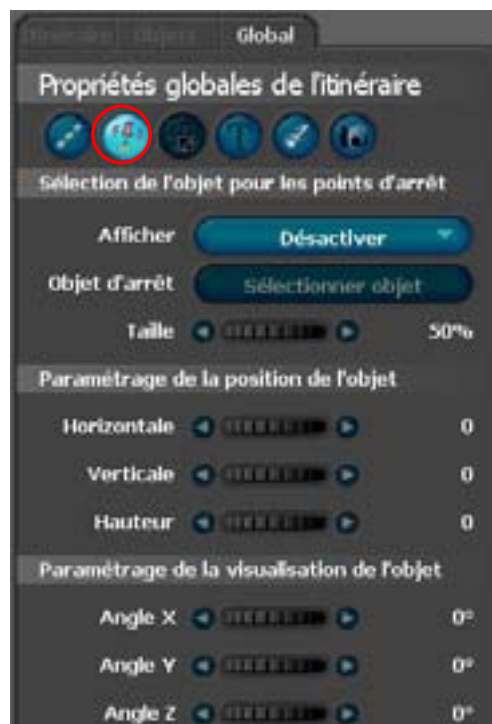 Itinéraire Objets Global
Propriétés globales de l'itinéraire
Sélection de l'objet pour les points d'arrêt
Afficher Désactiver
Objet d'arrêt Sélectionner objet
Taille 50%
Paramétrage de la position de l'objet
Horizontale 0
Verticale 0
Hauteur 0
Paramétrage de la visualisation de l'objet
Angle X 0°
Angle Y 0°
Angle Z 0°